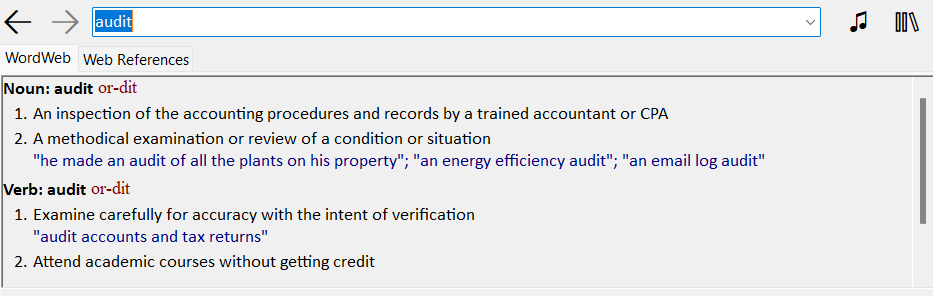 audit
WordWeb Web References
Noun: audit or-dit
1. An inspection of the accounting procedures and records by a trained accountant or CPA
2. A methodical examination or review of a condition or situation
"he made an audit of all the plants on his property"; "an energy efficiency audit"; "an email log audit"
Verb: audit or-dit
1. Examine carefully for accuracy with the intent of verification
"audit accounts and tax returns"
2. Attend academic courses without getting credit